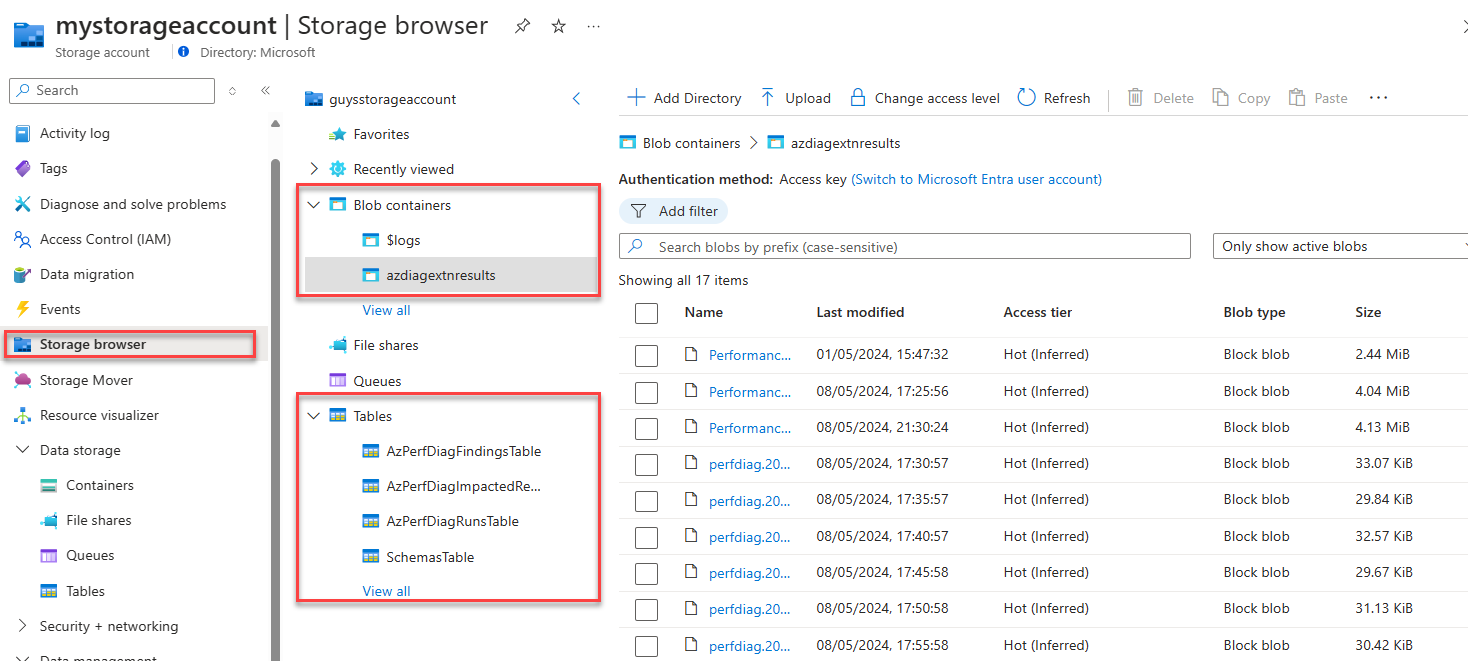 mystorageaccount | Storage browser
Storage account
Directory: Microsoft
Search
Activity log
Tags
Diagnose and solve problems
Access Control (IAM)
Data migration
Events
Storage browser
Storage Mover
Resource visualizer
Data storage
Containers
File shares
Queues
Tables
Security + networking
Data management
guysstorageaccount
Favorites
Recently viewed
Blob containers
$logs
azdiagextnresults
View all
File shares
Queues
Tables
AzPerfDiagFindingsTable
AzPerfDiagImpactedRe...
AzPerfDiagRunsTable
SchemasTable
View all
Add Directory Upload Change access level Refresh Delete Copy Paste
Blob containers > azdiagextnresults
Authentication method: Access key (Switch to Microsoft Entra user account)
Add filter
Search blobs by prefix (case-sensitive) Only show active blobs
Showing all 17 items
Name Last modified Access tier Blob type Size
Performanc... 01/05/2024, 15:47:32 Hot (Inferred) Block blob 2.44 MiB
Performanc... 08/05/2024, 17:25:56 Hot (Inferred) Block blob 4.04 MiB
Performanc... 08/05/2024, 21:30:24 Hot (Inferred) Block blob 4.13 MiB
perfdiag.20... 08/05/2024, 17:30:57 Hot (Inferred) Block blob 33.07 KiB
perfdiag.20... 08/05/2024, 17:35:57 Hot (Inferred) Block blob 29.84 KiB
perfdiag.20... 08/05/2024, 17:40:57 Hot (Inferred) Block blob 32.57 KiB
perfdiag.20... 08/05/2024, 17:45:58 Hot (Inferred) Block blob 29.67 KiB
perfdiag.20... 08/05/2024, 17:50:58 Hot (Inferred) Block blob 31.13 KiB
perfdiag.20... 08/05/2024, 17:55:58 Hot (Inferred) Block blob 30.42 KiB